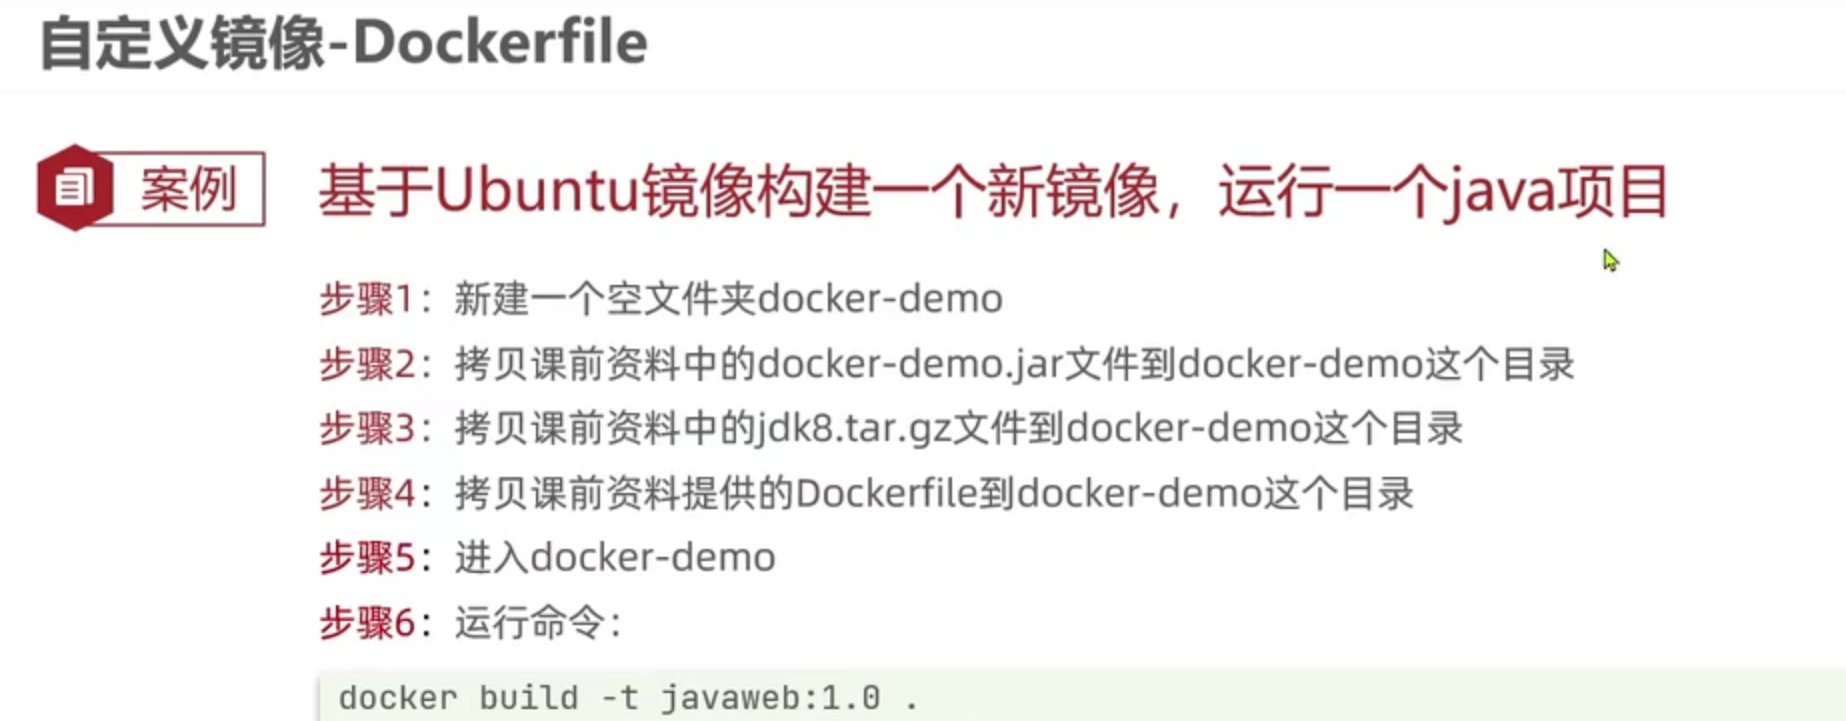 自定义镜像-Dockerfile
案例
基于Ubuntu镜像构建一个新镜像，运行一个java项目
步骤1：新建一个空文件夹docker-demo
步骤2：拷贝课前资料中的docker-demo.jar文件到docker-demo这个目录
步骤3：拷贝课前资料中的jdk8.tar.gz文件到docker-demo这个目录
步骤4：拷贝课前资料提供的Dockerfile到docker-demo这个目录
步骤5：进入docker-demo
步骤6：运行命令：
docker build -t javaweb:1.0 .